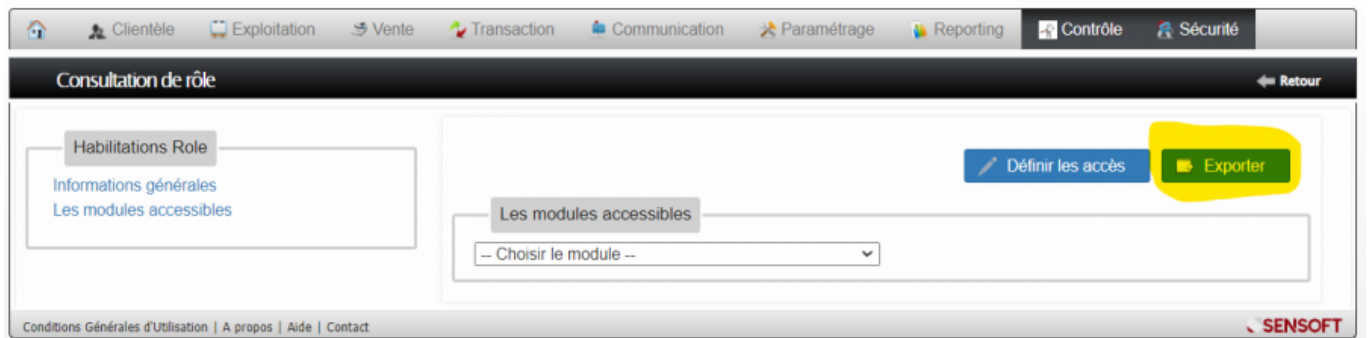 Clientèle Exploitation Vente Transaction Communication Paramétrage Reporting Contrôle Sécurité
Consultation de rôle Retour
Habilitations Role
Informations générales
Les modules accessibles
Définir les accès Exporter
Les modules accessibles
-- Choisir le module --
Conditions Générales d'Utilisation | A propos | Aide | Contact SENSOFT